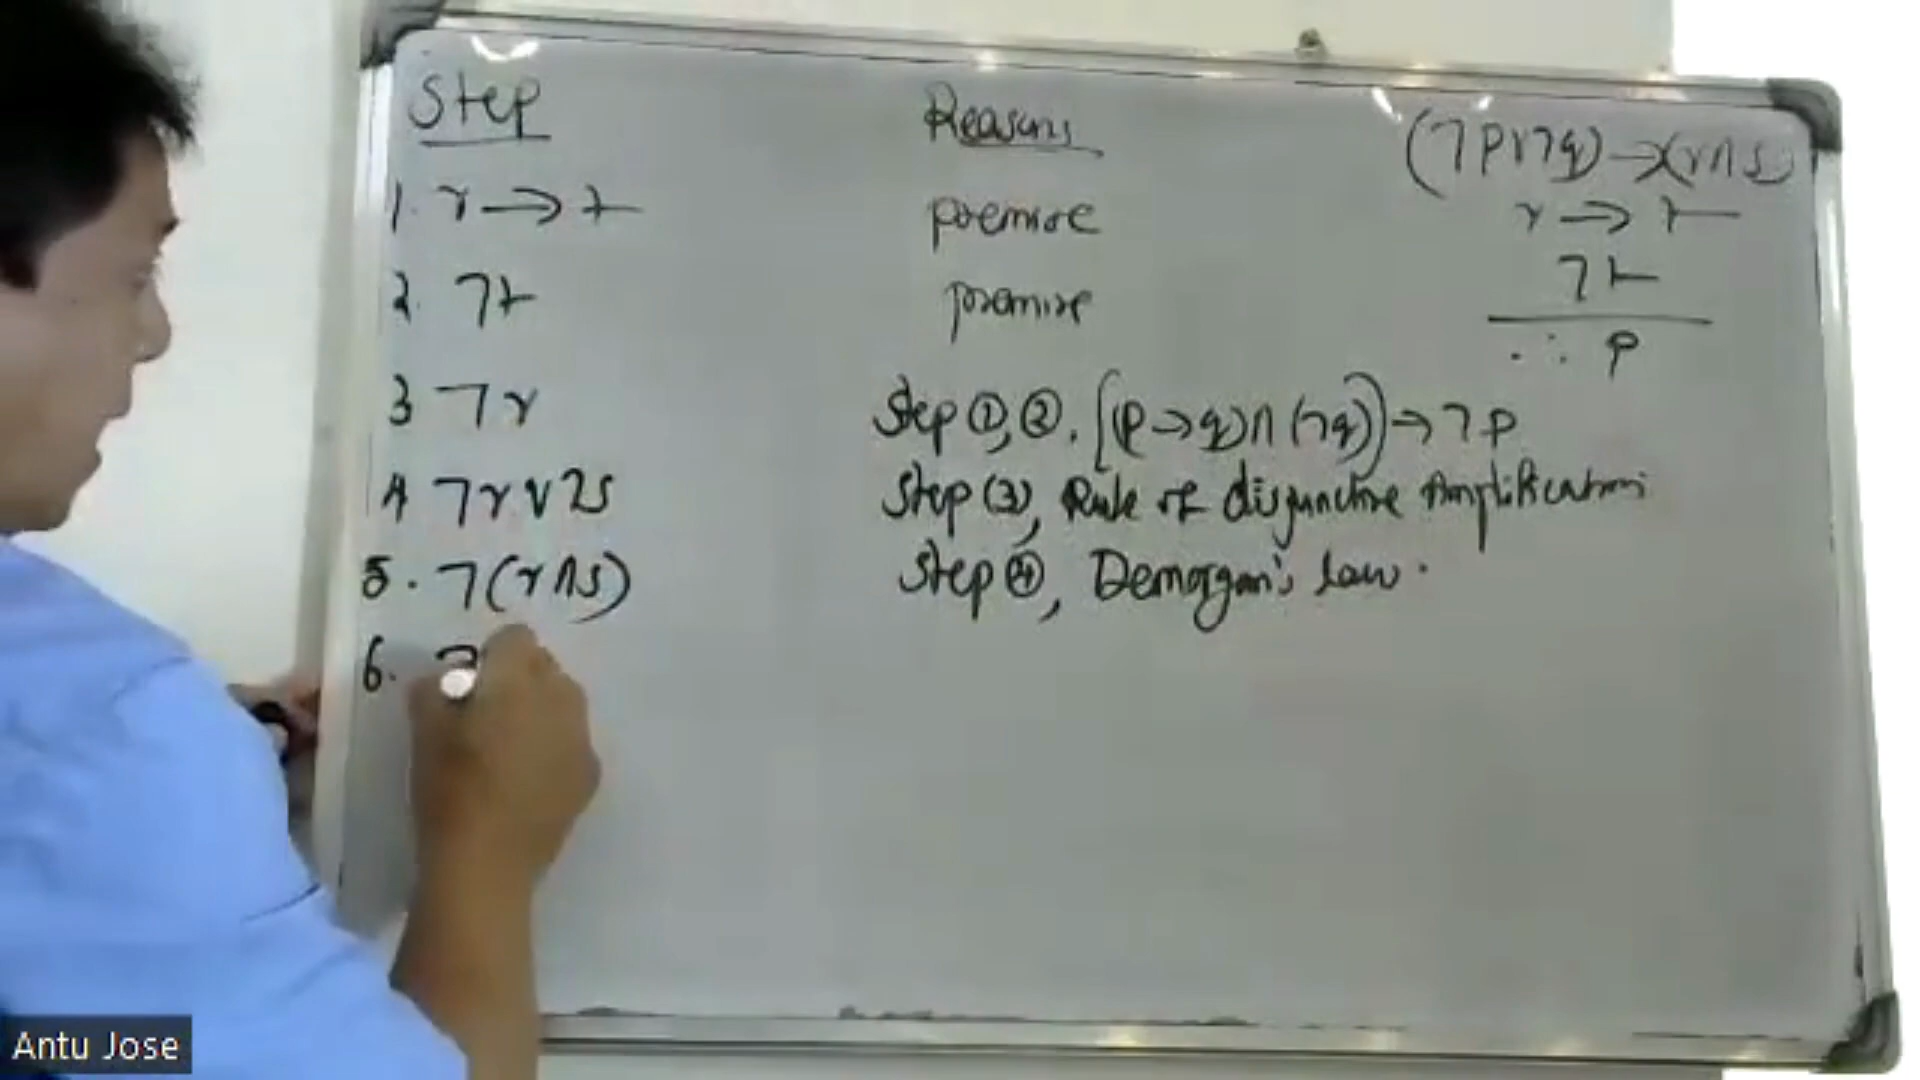 Step Reasons
1. r → t premise
2. ¬t premise
3 ¬r Step ①, ②. [(p → q) ∧ (¬q)] → ¬p
4 ¬r ∨ ¬s Step (3), Rule of disjunctive Amplification
5. ¬(r ∧ s) Step ④, Demorgan's law.
6. ¬
(¬p ∨ ¬q) → (r ∧ s)
r → t
¬t
∴ p
Antu Jose